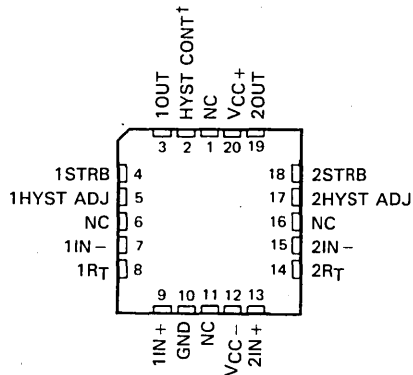 1OUT
HYST CONT†
NC
VCC+
2OUT
3 2 1 20 19
1STRB 4 18 2STRB
1HYST ADJ 5 17 2HYST ADJ
NC 6 16 NC
1IN− 7 15 2IN−
1RT 8 14 2RT
9 10 11 12 13
1IN+
GND
NC
VCC−
2IN+